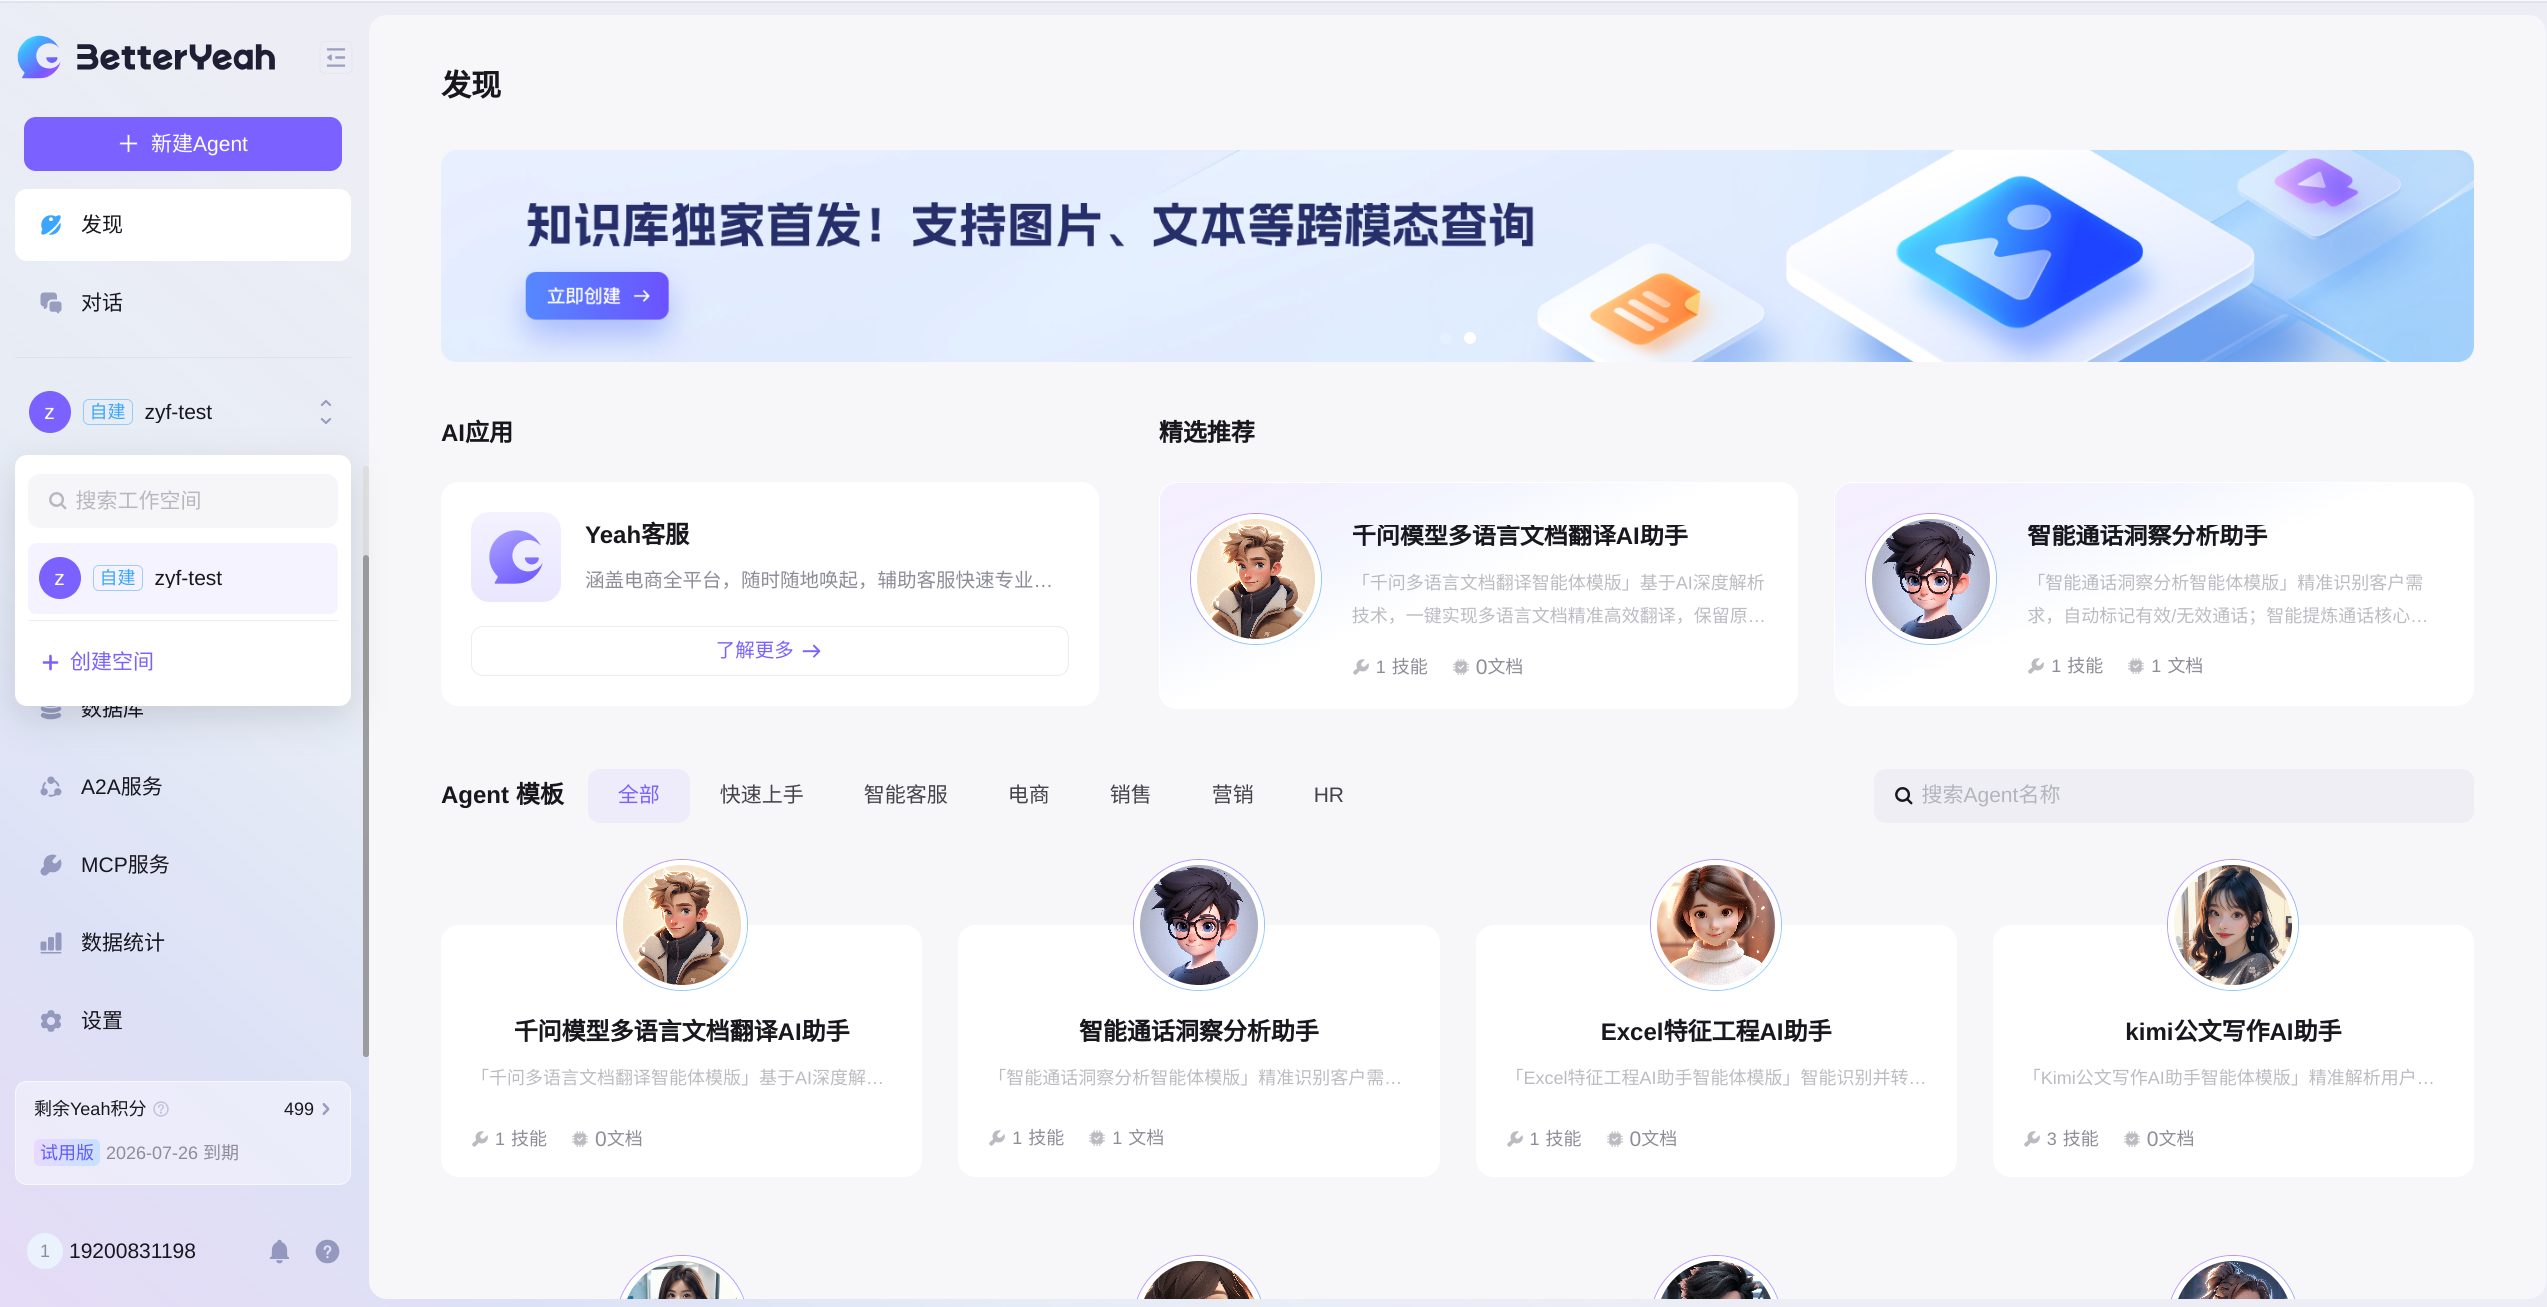 BetterYeah
新建Agent
发现
对话
z 自建 zyf-test
搜索工作空间
z 自建 zyf-test
创建空间
数据库
A2A服务
MCP服务
数据统计
设置
剩余Yeah积分 499
试用版 2026-07-26 到期
1 19200831198
发现
知识库独家首发！支持图片、文本等跨模态查询
立即创建
AI应用
Yeah客服
涵盖电商全平台，随时随地唤起，辅助客服快速专业…
了解更多
精选推荐
千问模型多语言文档翻译AI助手
「千问多语言文档翻译智能体模版」基于AI深度解析
技术，一键实现多语言文档精准高效翻译，保留原…
1 技能 0文档
智能通话洞察分析助手
「智能通话洞察分析智能体模版」精准识别客户需
求，自动标记有效/无效通话；智能提炼通话核心…
1 技能 1 文档
Agent 模板 全部 快速上手 智能客服 电商 销售 营销 HR
搜索Agent名称
千问模型多语言文档翻译AI助手
「千问多语言文档翻译智能体模版」基于AI深度解…
1 技能 0文档
智能通话洞察分析助手
「智能通话洞察分析智能体模版」精准识别客户需…
1 技能 1 文档
Excel特征工程AI助手
「Excel特征工程AI助手智能体模版」智能识别并转…
1 技能 0文档
kimi公文写作AI助手
「Kimi公文写作AI助手智能体模版」精准解析用户…
3 技能 0文档